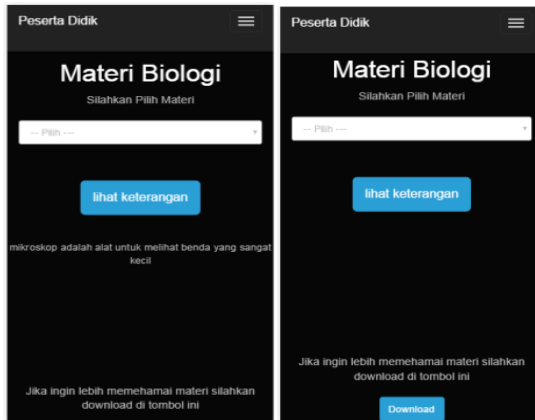 Peserta Didik
Materi Biologi
Silahkan Pilih Materi
-- Pilih ---
lihat keterangan
mikroskop adalah alat untuk melihat benda yang sangat
kecil
Jika ingin lebih memehamai materi silahkan
download di tombol ini
Peserta Didik
Materi Biologi
Silahkan Pilih Materi
-- Pilih ---
lihat keterangan
Jika ingin lebih memehamai materi silahkan
download di tombol ini
Download